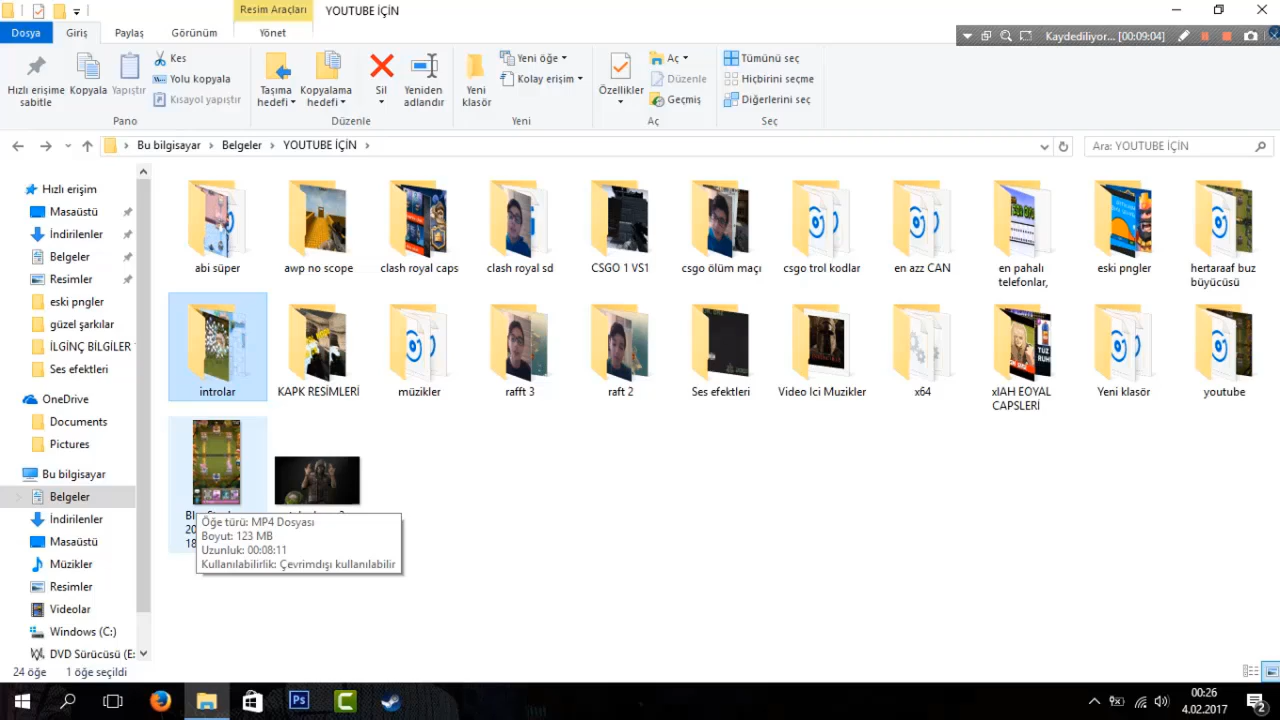 Resim Araçları
YOUTUBE İÇİN
Dosya
Giriş
Paylaş
Görünüm
Yönet
Kaydediliyor... [00:09:04]
Hızlı erişime sabitle
Kopyala
Yapıştır
Kes
Yolu kopyala
Kısayol yapıştır
Pano
Taşıma hedefi
Kopyalama hedefi
Sil
Yeniden adlandır
Düzenle
Yeni klasör
Yeni öğe
Kolay erişim
Yeni
Özellikler
Aç
Düzenle
Geçmiş
Aç
Tümünü seç
Hiçbirini seçme
Diğerlerini seç
Seç
Bu bilgisayar
Belgeler
YOUTUBE İÇİN
Ara: YOUTUBE İÇİN
Hızlı erişim
Masaüstü
İndirilenler
Belgeler
Resimler
eski pngler
güzel şarkılar
İLGİNÇ BİLGİLER
Ses efektleri
OneDrive
Documents
Pictures
Bu bilgisayar
Belgeler
İndirilenler
Masaüstü
Müzikler
Resimler
Videolar
Windows (C:)
DVD Sürücüsü (E:
abi süper
awp no scope
clash royal caps
clash royal sd
CSGO 1 VS1
csgo ölüm maçı
csgo trol kodlar
en azz CAN
en pahalı
telefonlar,
eski pngler
hertaraaf buz
büyücüsü
introlar
KAPK RESİMLERİ
müzikler
rafft 3
raft 2
Ses efektleri
Video Ici Muzikler
x64
xlAH EOYAL
CAPSLERİ
Yeni klasör
youtube
Öğe türü: MP4 Dosyası
Boyut: 123 MB
Uzunluk: 00:08:11
Kullanılabilirlik: Çevrimdışı kullanılabilir
24 öğe
1 öğe seçildi
Ps
00:26
4.02.2017
2